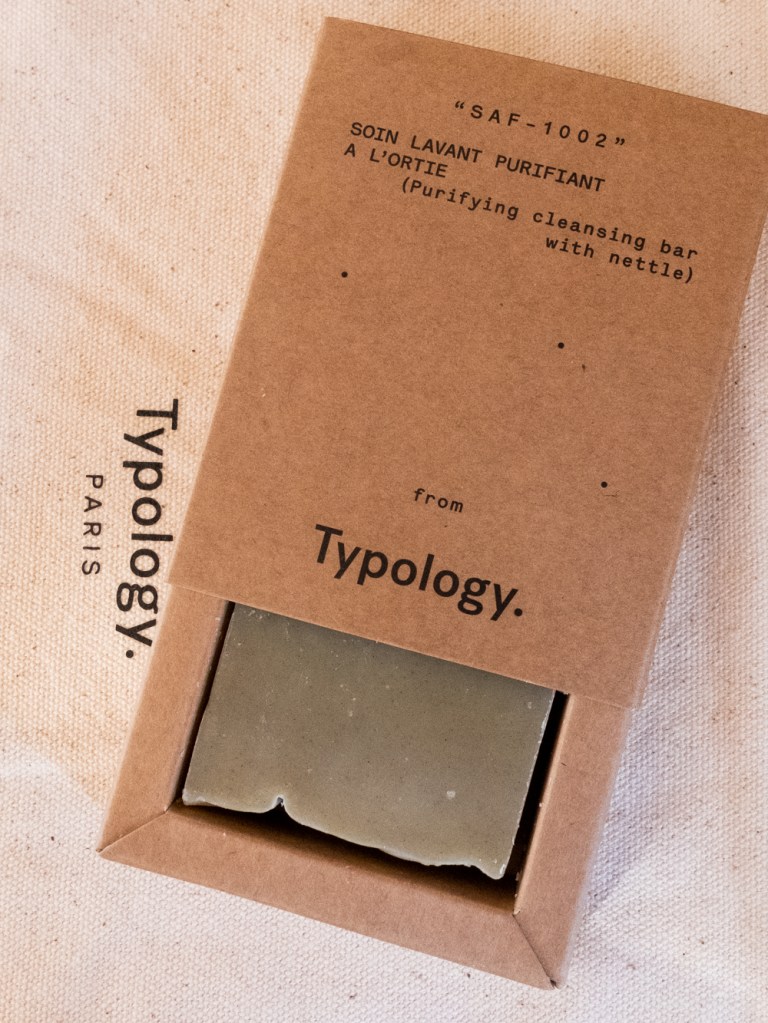 “SAF-1002”
SOIN LAVANT PURIFIANT
A L’ORTIE
(Purifying cleansing bar
with nettle)
from
Typology.
Typology.
PARIS